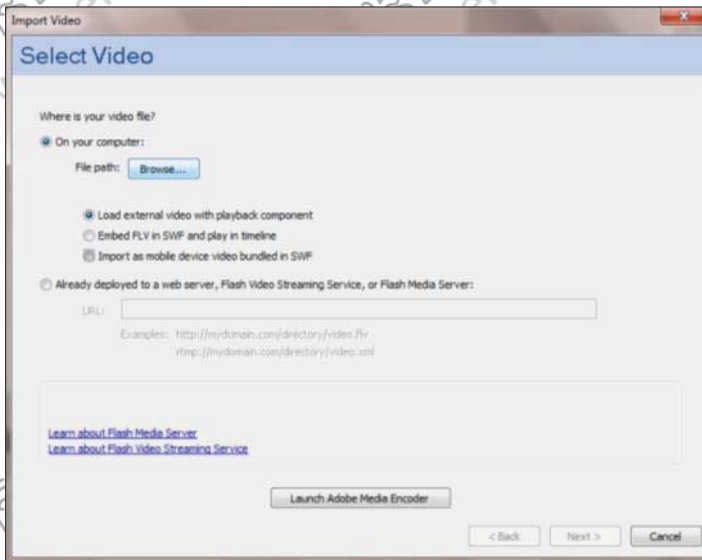 Import Video
Select Video
Where is your video file?
On your computer:
File path: Browse...
Load external video with playback component
Embed FLV in SWF and play in timeline
Import as mobile device video bundled in SWF
Already deployed to a web server, Flash Video Streaming Service, or Flash Media Server:
URL:
Examples: http://mydomain.com/directory/video.flv
rtmp://mydomain.com/directory/video.xml
Learn about Flash Media Server
Learn about Flash Video Streaming Service
Launch Adobe Media Encoder
< Back Next > Cancel